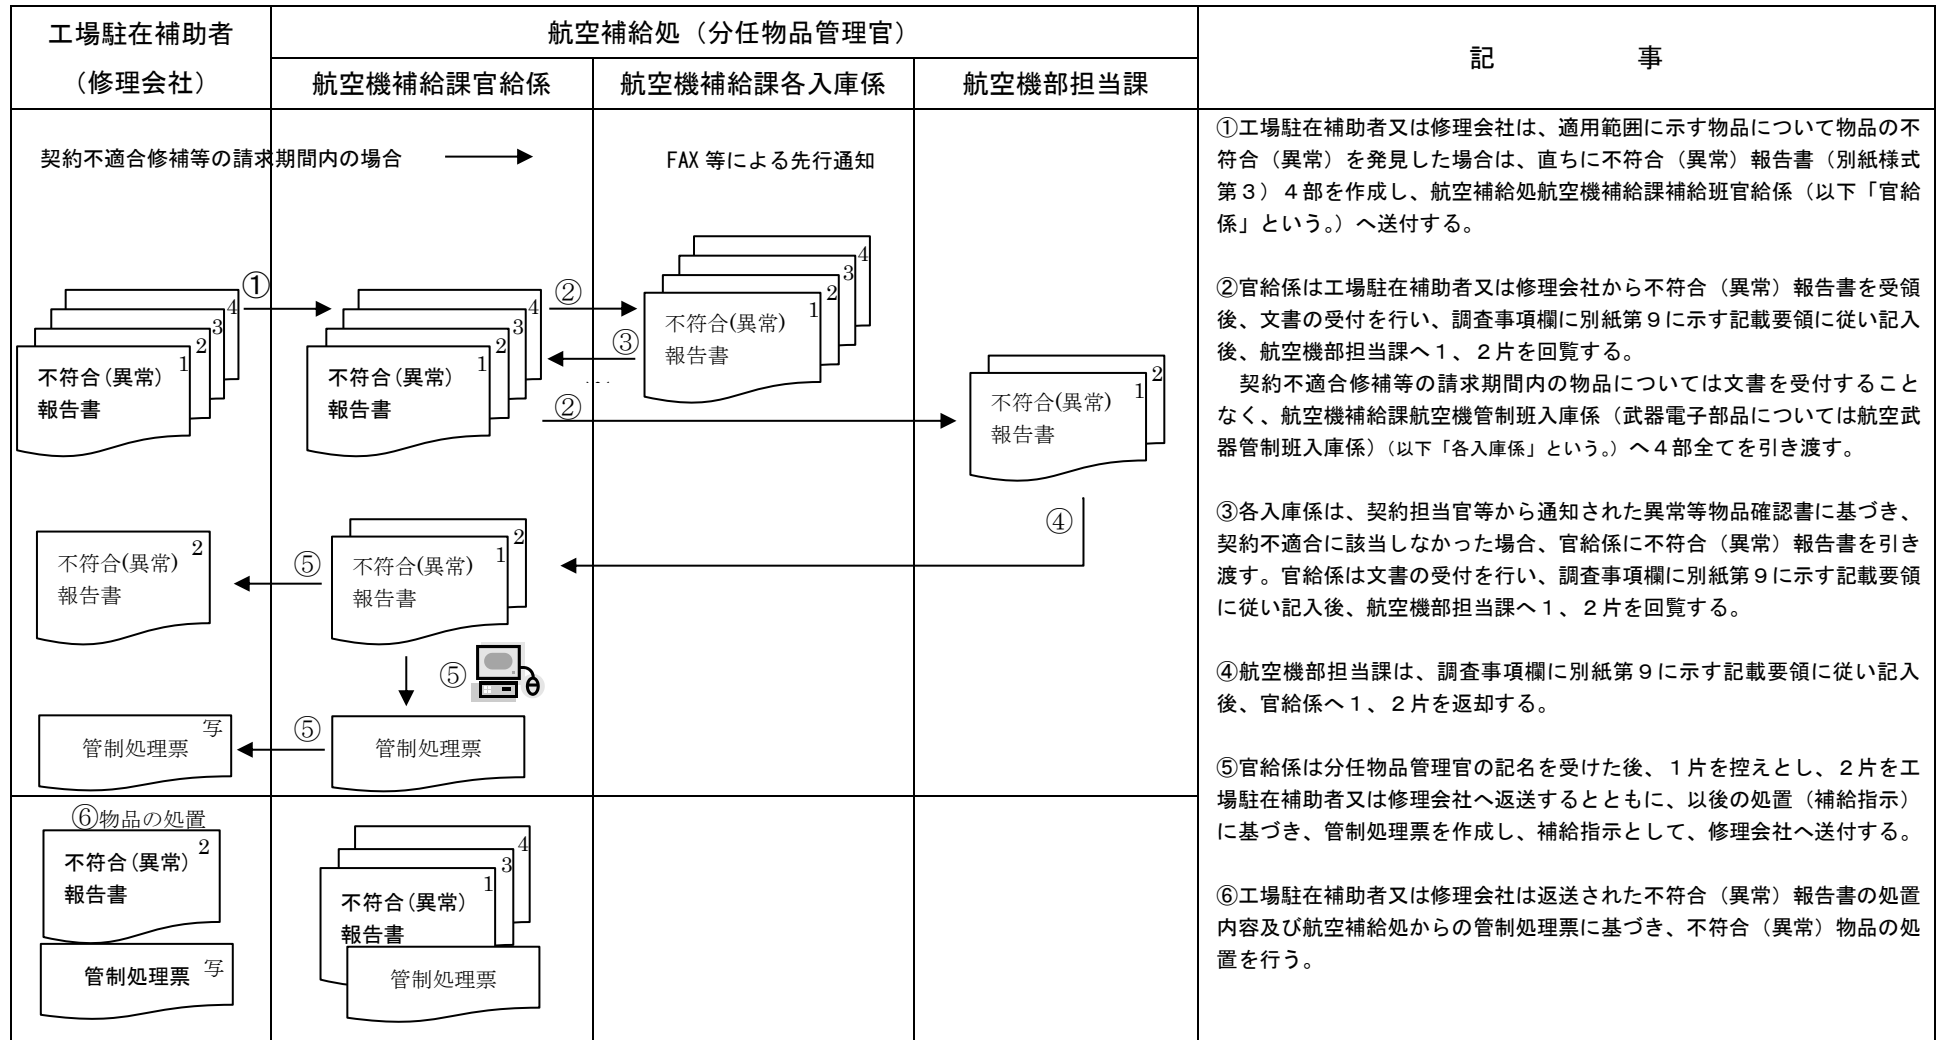 工場駐在補助者
（修理会社）
航空補給処（分任物品管理官）
航空機補給課官給係
航空機補給課各入庫係
航空機部担当課
記　　　　　事
契約不適合修補等の請求期間内の場合
FAX 等による先行通知
①
②
③
②
4
3
2
1
不符合(異常)
報告書
4
3
2
1
不符合(異常)
報告書
4
3
2
1
不符合(異常)
報告書
2
1
不符合(異常)
報告書
④
2
不符合(異常)
報告書
⑤
2
1
不符合(異常)
報告書
⑤
写
管制処理票
⑤
管制処理票
⑥物品の処置
2
不符合(異常)
報告書
写
管制処理票
4
3
1
不符合(異常)
報告書
管制処理票
①工場駐在補助者又は修理会社は、適用範囲に示す物品について物品の不
符合（異常）を発見した場合は、直ちに不符合（異常）報告書（別紙様式
第３）４部を作成し、航空補給処航空機補給課補給班官給係（以下「官給
係」という。）へ送付する。
②官給係は工場駐在補助者又は修理会社から不符合（異常）報告書を受領
後、文書の受付を行い、調査事項欄に別紙第９に示す記載要領に従い記入
後、航空機部担当課へ１、２片を回覧する。
　契約不適合修補等の請求期間内の物品については文書を受付すること
なく、航空機補給課航空機管制班入庫係（武器電子部品については航空武
器管制班入庫係）（以下「各入庫係」という。）へ４部全てを引き渡す。
③各入庫係は、契約担当官等から通知された異常等物品確認書に基づき、
契約不適合に該当しなかった場合、官給係に不符合（異常）報告書を引き
渡す。官給係は文書の受付を行い、調査事項欄に別紙第９に示す記載要領
に従い記入後、航空機部担当課へ１、２片を回覧する。
④航空機部担当課は、調査事項欄に別紙第９に示す記載要領に従い記入
後、官給係へ１、２片を返却する。
⑤官給係は分任物品管理官の記名を受けた後、１片を控えとし、２片を工
場駐在補助者又は修理会社へ返送するとともに、以後の処置（補給指示）
に基づき、管制処理票を作成し、補給指示として、修理会社へ送付する。
⑥工場駐在補助者又は修理会社は返送された不符合（異常）報告書の処置
内容及び航空補給処からの管制処理票に基づき、不符合（異常）物品の処
置を行う。